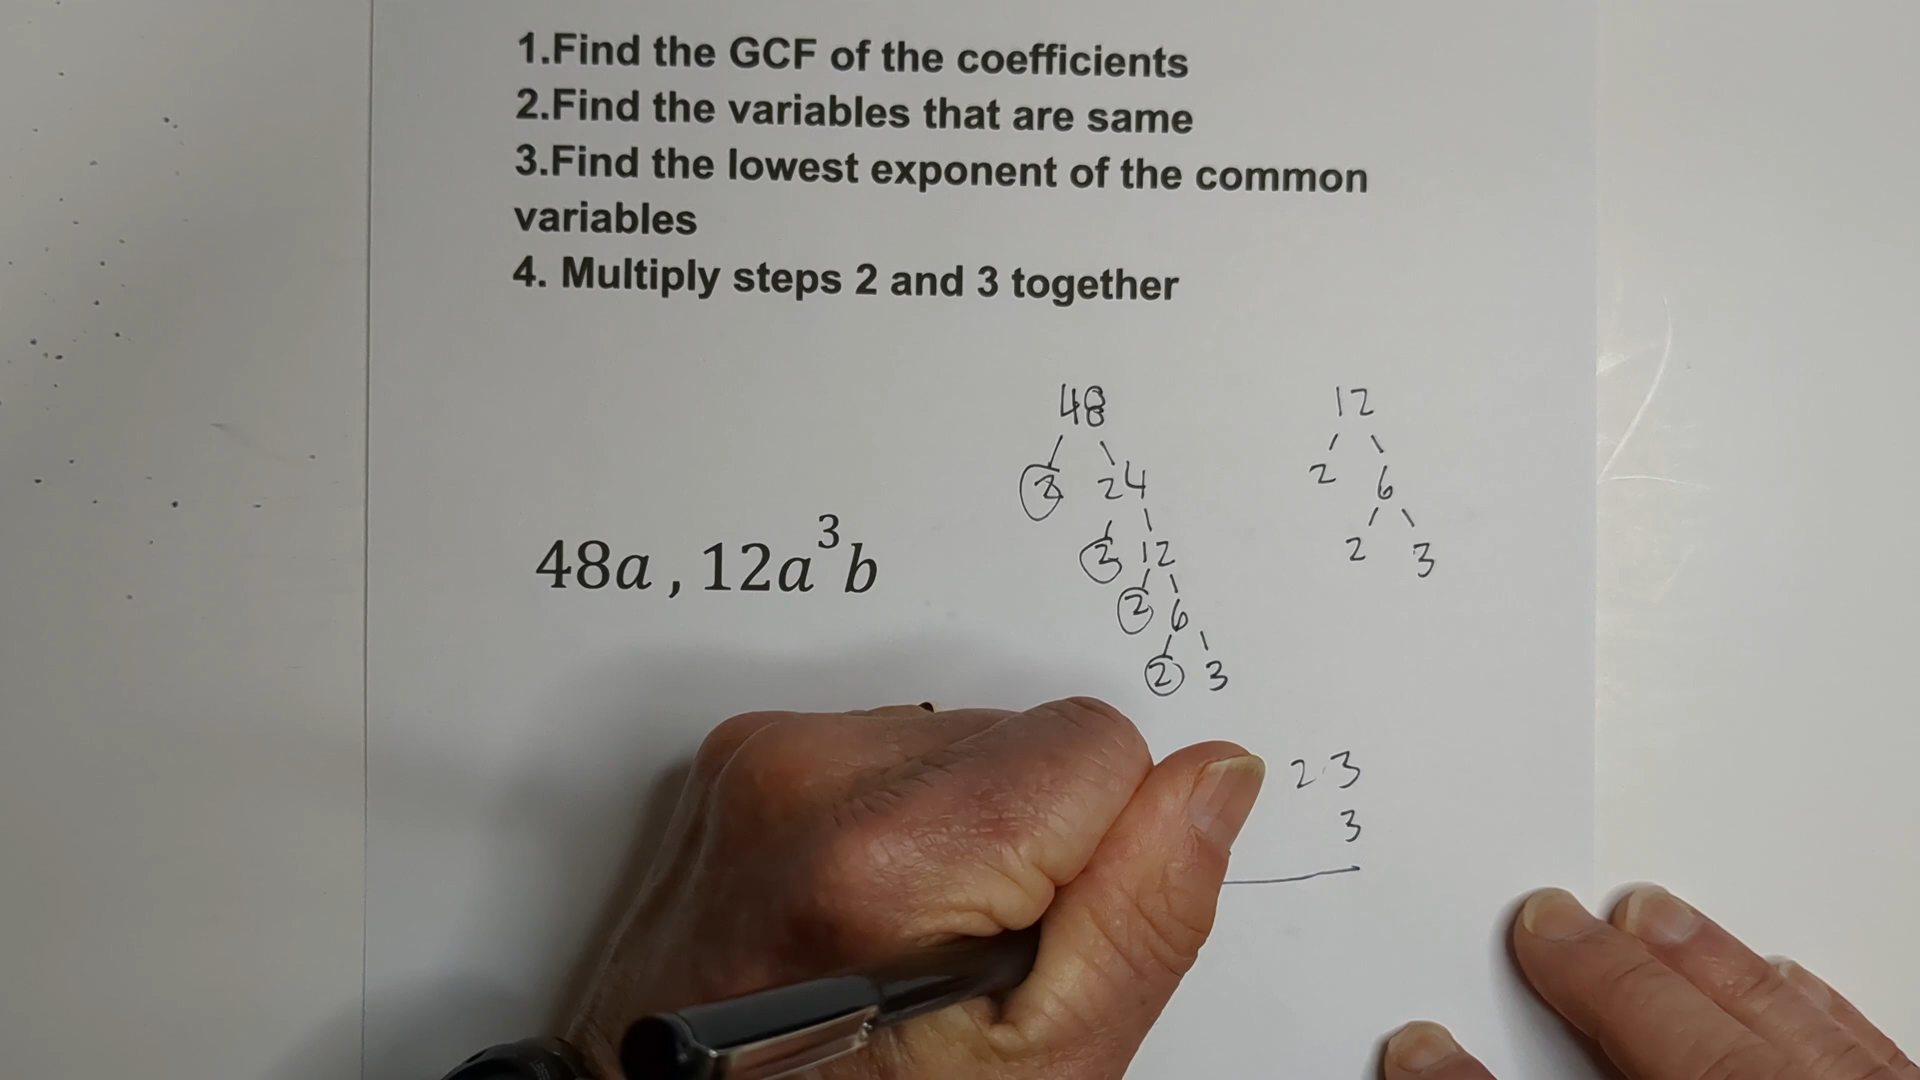 1.Find the GCF of the coefficients
2.Find the variables that are same
3.Find the lowest exponent of the common
variables
4. Multiply steps 2 and 3 together
48 12
2 24 2 6
2 12 2 3
48a , 12a³b
2 6
2 3
2·3
3